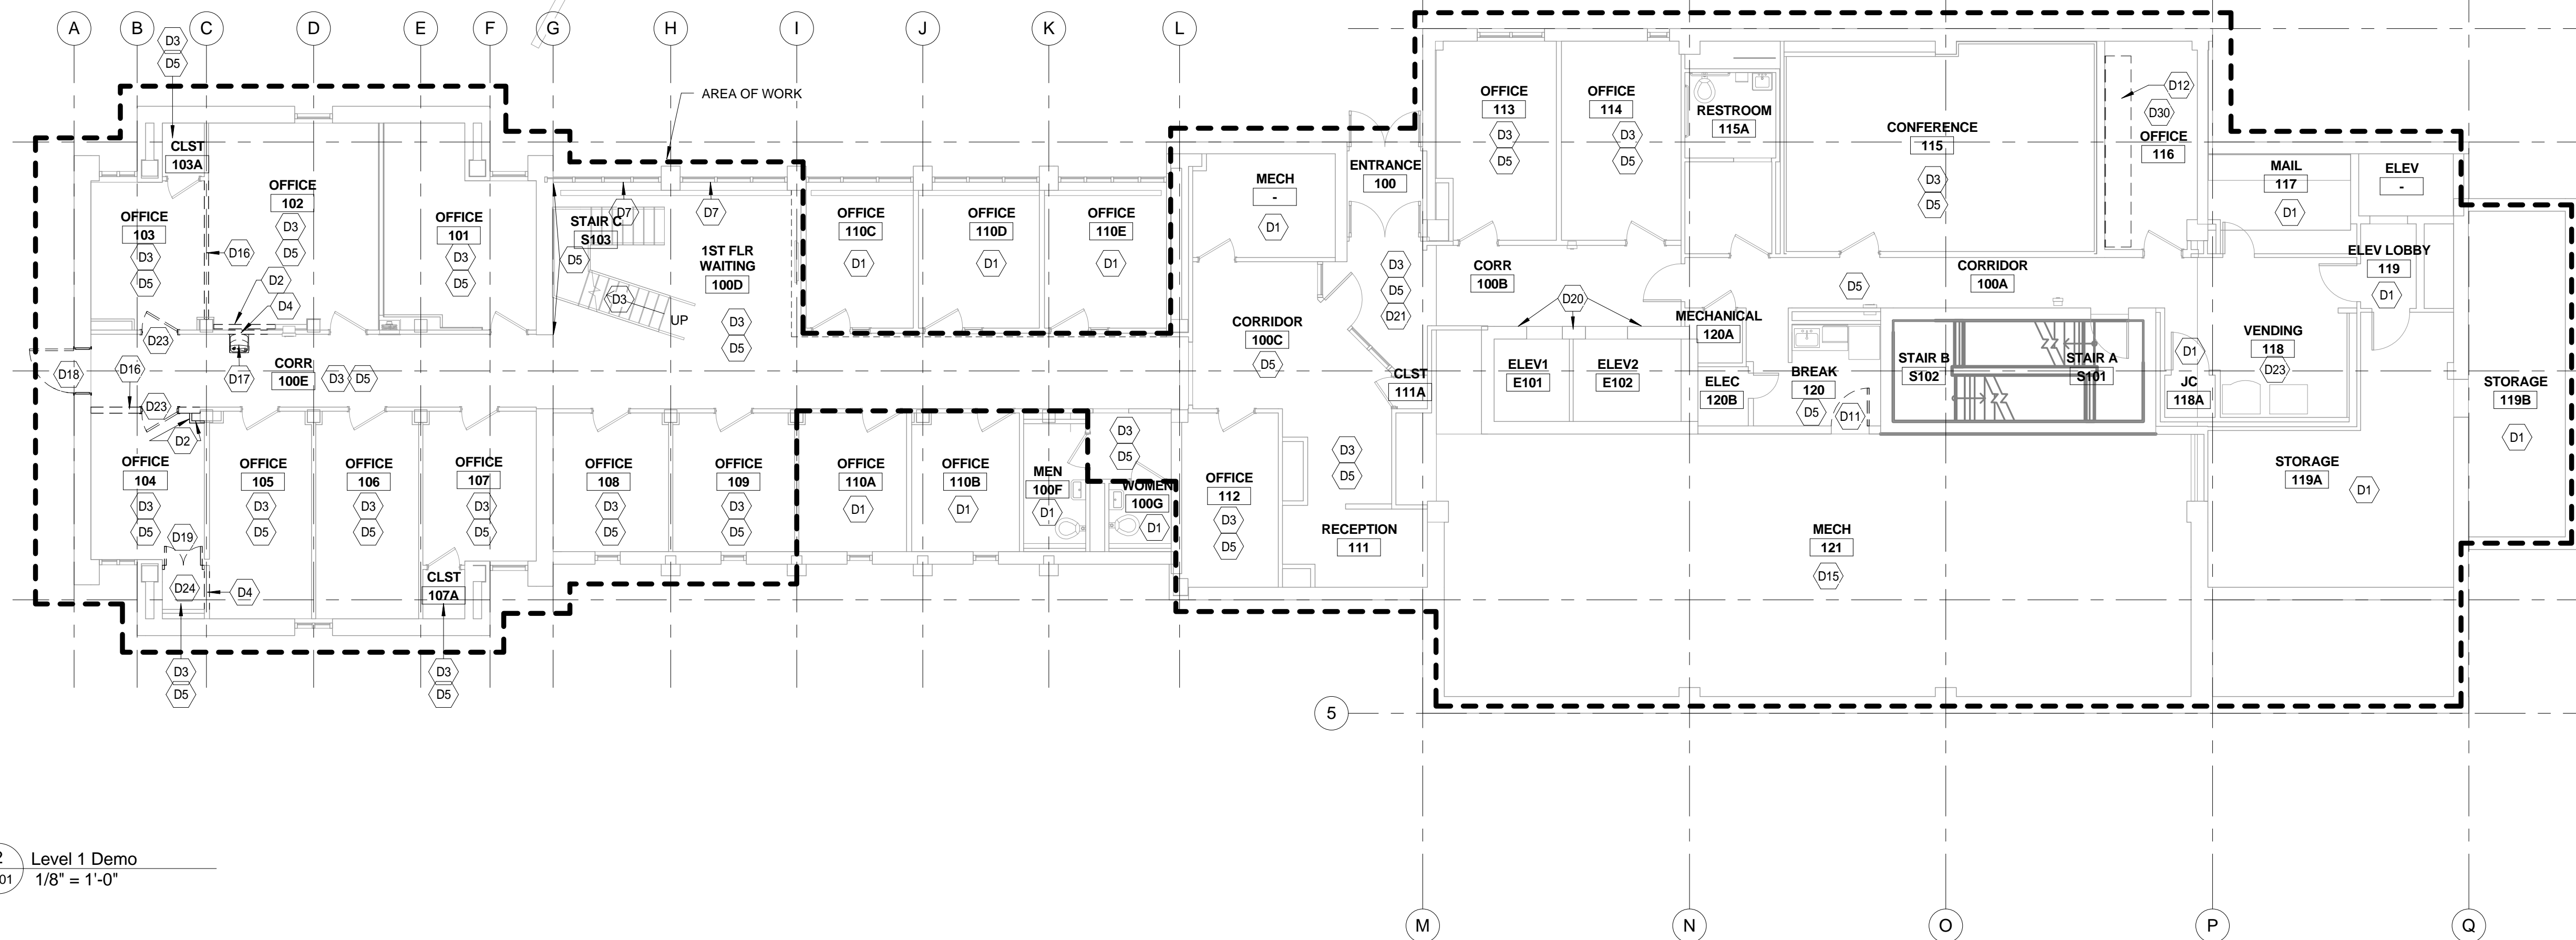 A
B
C
D
E
F
G
H
I
J
K
L
D3
D5
AREA OF WORK
CLST
103A
OFFICE
102
D3
D5
OFFICE
103
D3
D5
OFFICE
101
D3
D5
D16
D2
D4
D23
D18
D16
D17
CORR
100E
D3
D5
D23
D2
STAIR C
S103
D7
D7
D5
D3
UP
1ST FLR
WAITING
100D
D3
D5
OFFICE
110C
D1
OFFICE
110D
D1
OFFICE
110E
D1
MECH
-
D1
ENTRANCE
100
D3
D5
D21
CORRIDOR
100C
D5
CLST
111A
OFFICE
113
D3
D5
OFFICE
114
D3
D5
RESTROOM
115A
CONFERENCE
115
D3
D5
D12
D30
OFFICE
116
MAIL
117
D1
ELEV
-
ELEV LOBBY
119
D1
CORR
100B
D20
D5
CORRIDOR
100A
MECHANICAL
120A
ELEV1
E101
ELEV2
E102
ELEC
120B
BREAK
120
D5
D11
STAIR B
S102
STAIR A
S101
D1
JC
118A
VENDING
118
D23
STORAGE
119B
D1
STORAGE
119A
D1
OFFICE
104
D3
D5
D19
D24
D4
D3
D5
OFFICE
105
D3
D5
OFFICE
106
D3
D5
OFFICE
107
D3
D5
CLST
107A
D3
D5
OFFICE
108
D3
D5
OFFICE
109
D3
D5
OFFICE
110A
D1
OFFICE
110B
D1
MEN
100F
D1
D3
D5
WOMEN
100G
D1
OFFICE
112
D3
D5
D3
D5
RECEPTION
111
MECH
121
D15
5
2
Level 1 Demo
01
1/8" = 1'-0"
M
N
O
P
Q